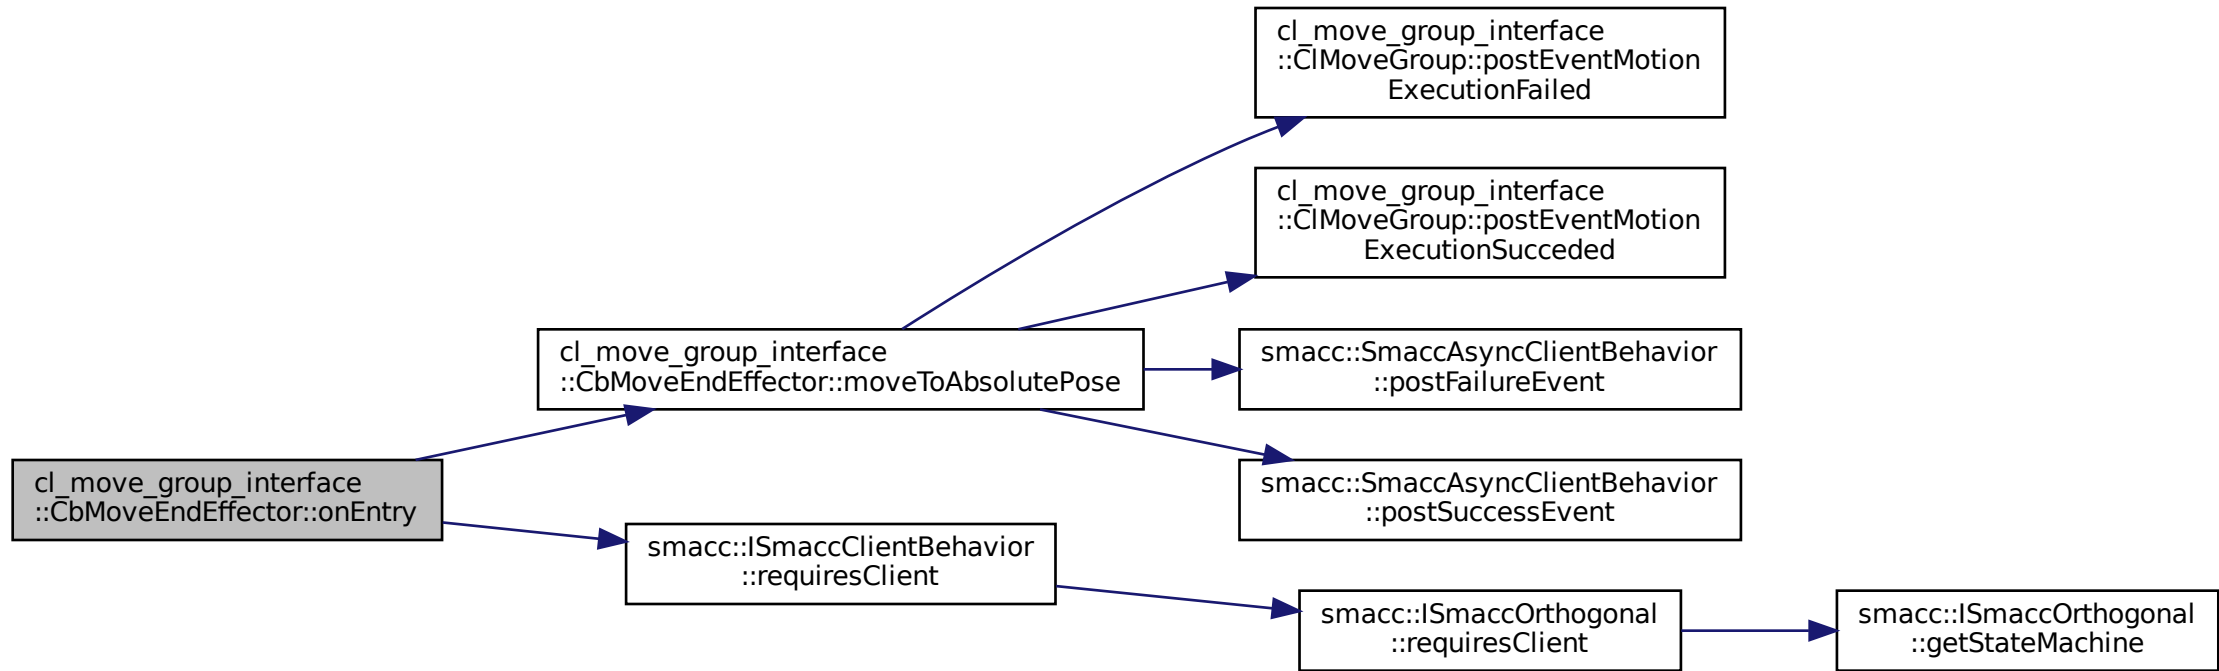 cl_move_group_interface
::ClMoveGroup::postEventMotion
ExecutionFailed
cl_move_group_interface
::ClMoveGroup::postEventMotion
ExecutionSucceded
cl_move_group_interface
::CbMoveEndEffector::moveToAbsolutePose
smacc::SmaccAsyncClientBehavior
::postFailureEvent
cl_move_group_interface
::CbMoveEndEffector::onEntry
smacc::SmaccAsyncClientBehavior
::postSuccessEvent
smacc::ISmaccClientBehavior
::requiresClient
smacc::ISmaccOrthogonal
::requiresClient
smacc::ISmaccOrthogonal
::getStateMachine